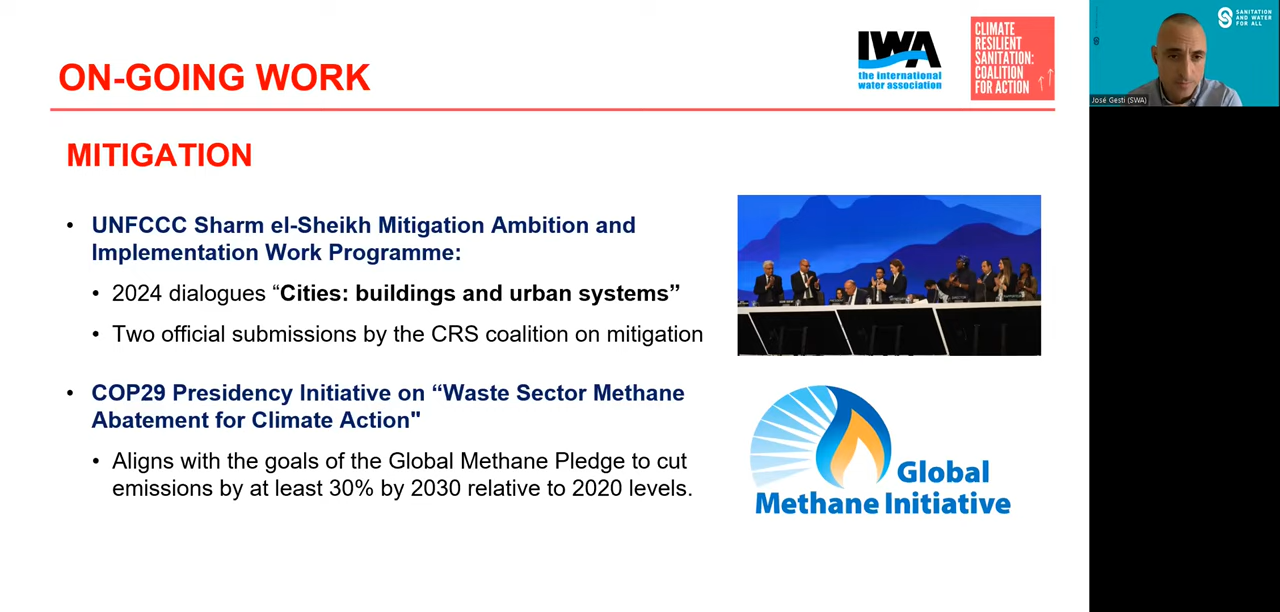 ON-GOING WORK
IWA
the international
water association
CLIMATE
RESILIENT
SANITATION:
COALITION
FOR ACTION
SANITATION
AND WATER
FOR ALL
José Gesti (SWA)
MITIGATION
• UNFCCC Sharm el-Sheikh Mitigation Ambition and
Implementation Work Programme:
• 2024 dialogues “Cities: buildings and urban systems”
• Two official submissions by the CRS coalition on mitigation
• COP29 Presidency Initiative on “Waste Sector Methane
Abatement for Climate Action"
• Aligns with the goals of the Global Methane Pledge to cut
emissions by at least 30% by 2030 relative to 2020 levels.
Global
Methane Initiative